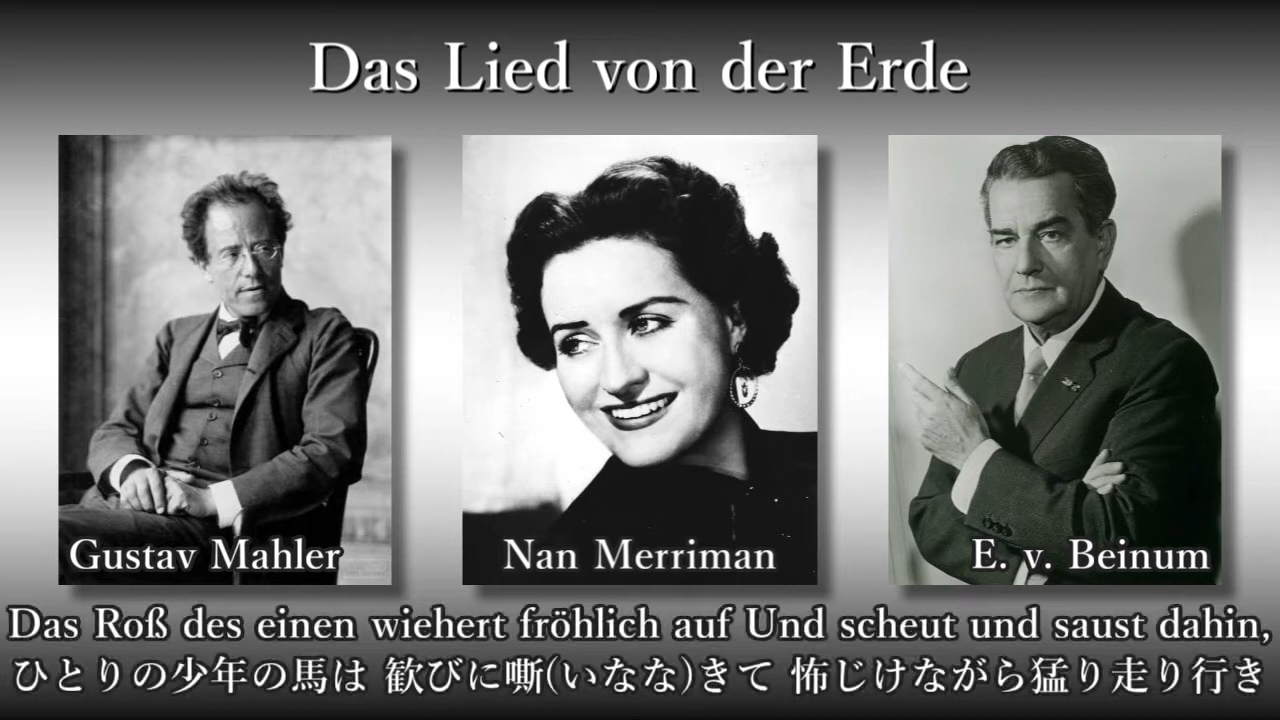 Das Lied von der Erde
Gustav Mahler
Nan Merriman
E. v. Beinum
Das Roß des einen wiehert fröhlich auf Und scheut und saust dahin,
ひとりの少年の馬は 歓びに嘶(いなな)きて 怖じけながら猛り走り行き